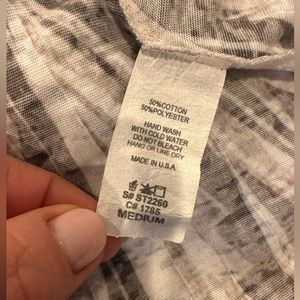 50%COTTON
50%POLYESTER
HAND WASH
WITH COLD WATER
DO NOT BLEACH
HANG OR LINE DRY
MADE IN U.S.A
S# ST2260
C# 1785
MEDIUM